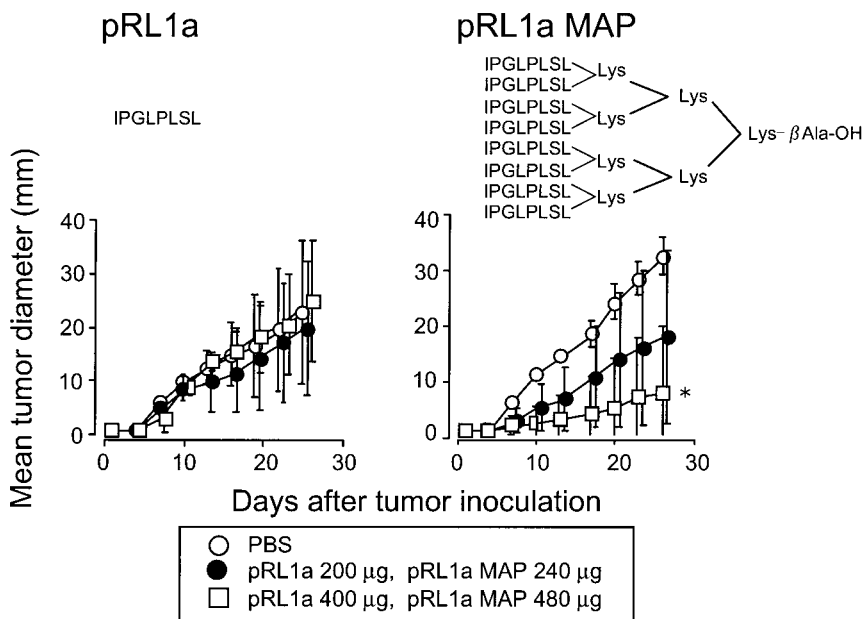 pRL1a
pRL1a MAP
IPGLPLSL
IPGLPLSL
IPGLPLSL
IPGLPLSL
IPGLPLSL
IPGLPLSL
IPGLPLSL
IPGLPLSL
IPGLPLSL
Lys
Lys
Lys
Lys
Lys
Lys
Lys– βAla-OH
Mean tumor diameter (mm)
40
30
20
10
0
0
10
20
30
40
30
20
10
0
0
10
20
30
*
Days after tumor inoculation
PBS
pRL1a 200 μg, pRL1a MAP 240 μg
pRL1a 400 μg, pRL1a MAP 480 μg